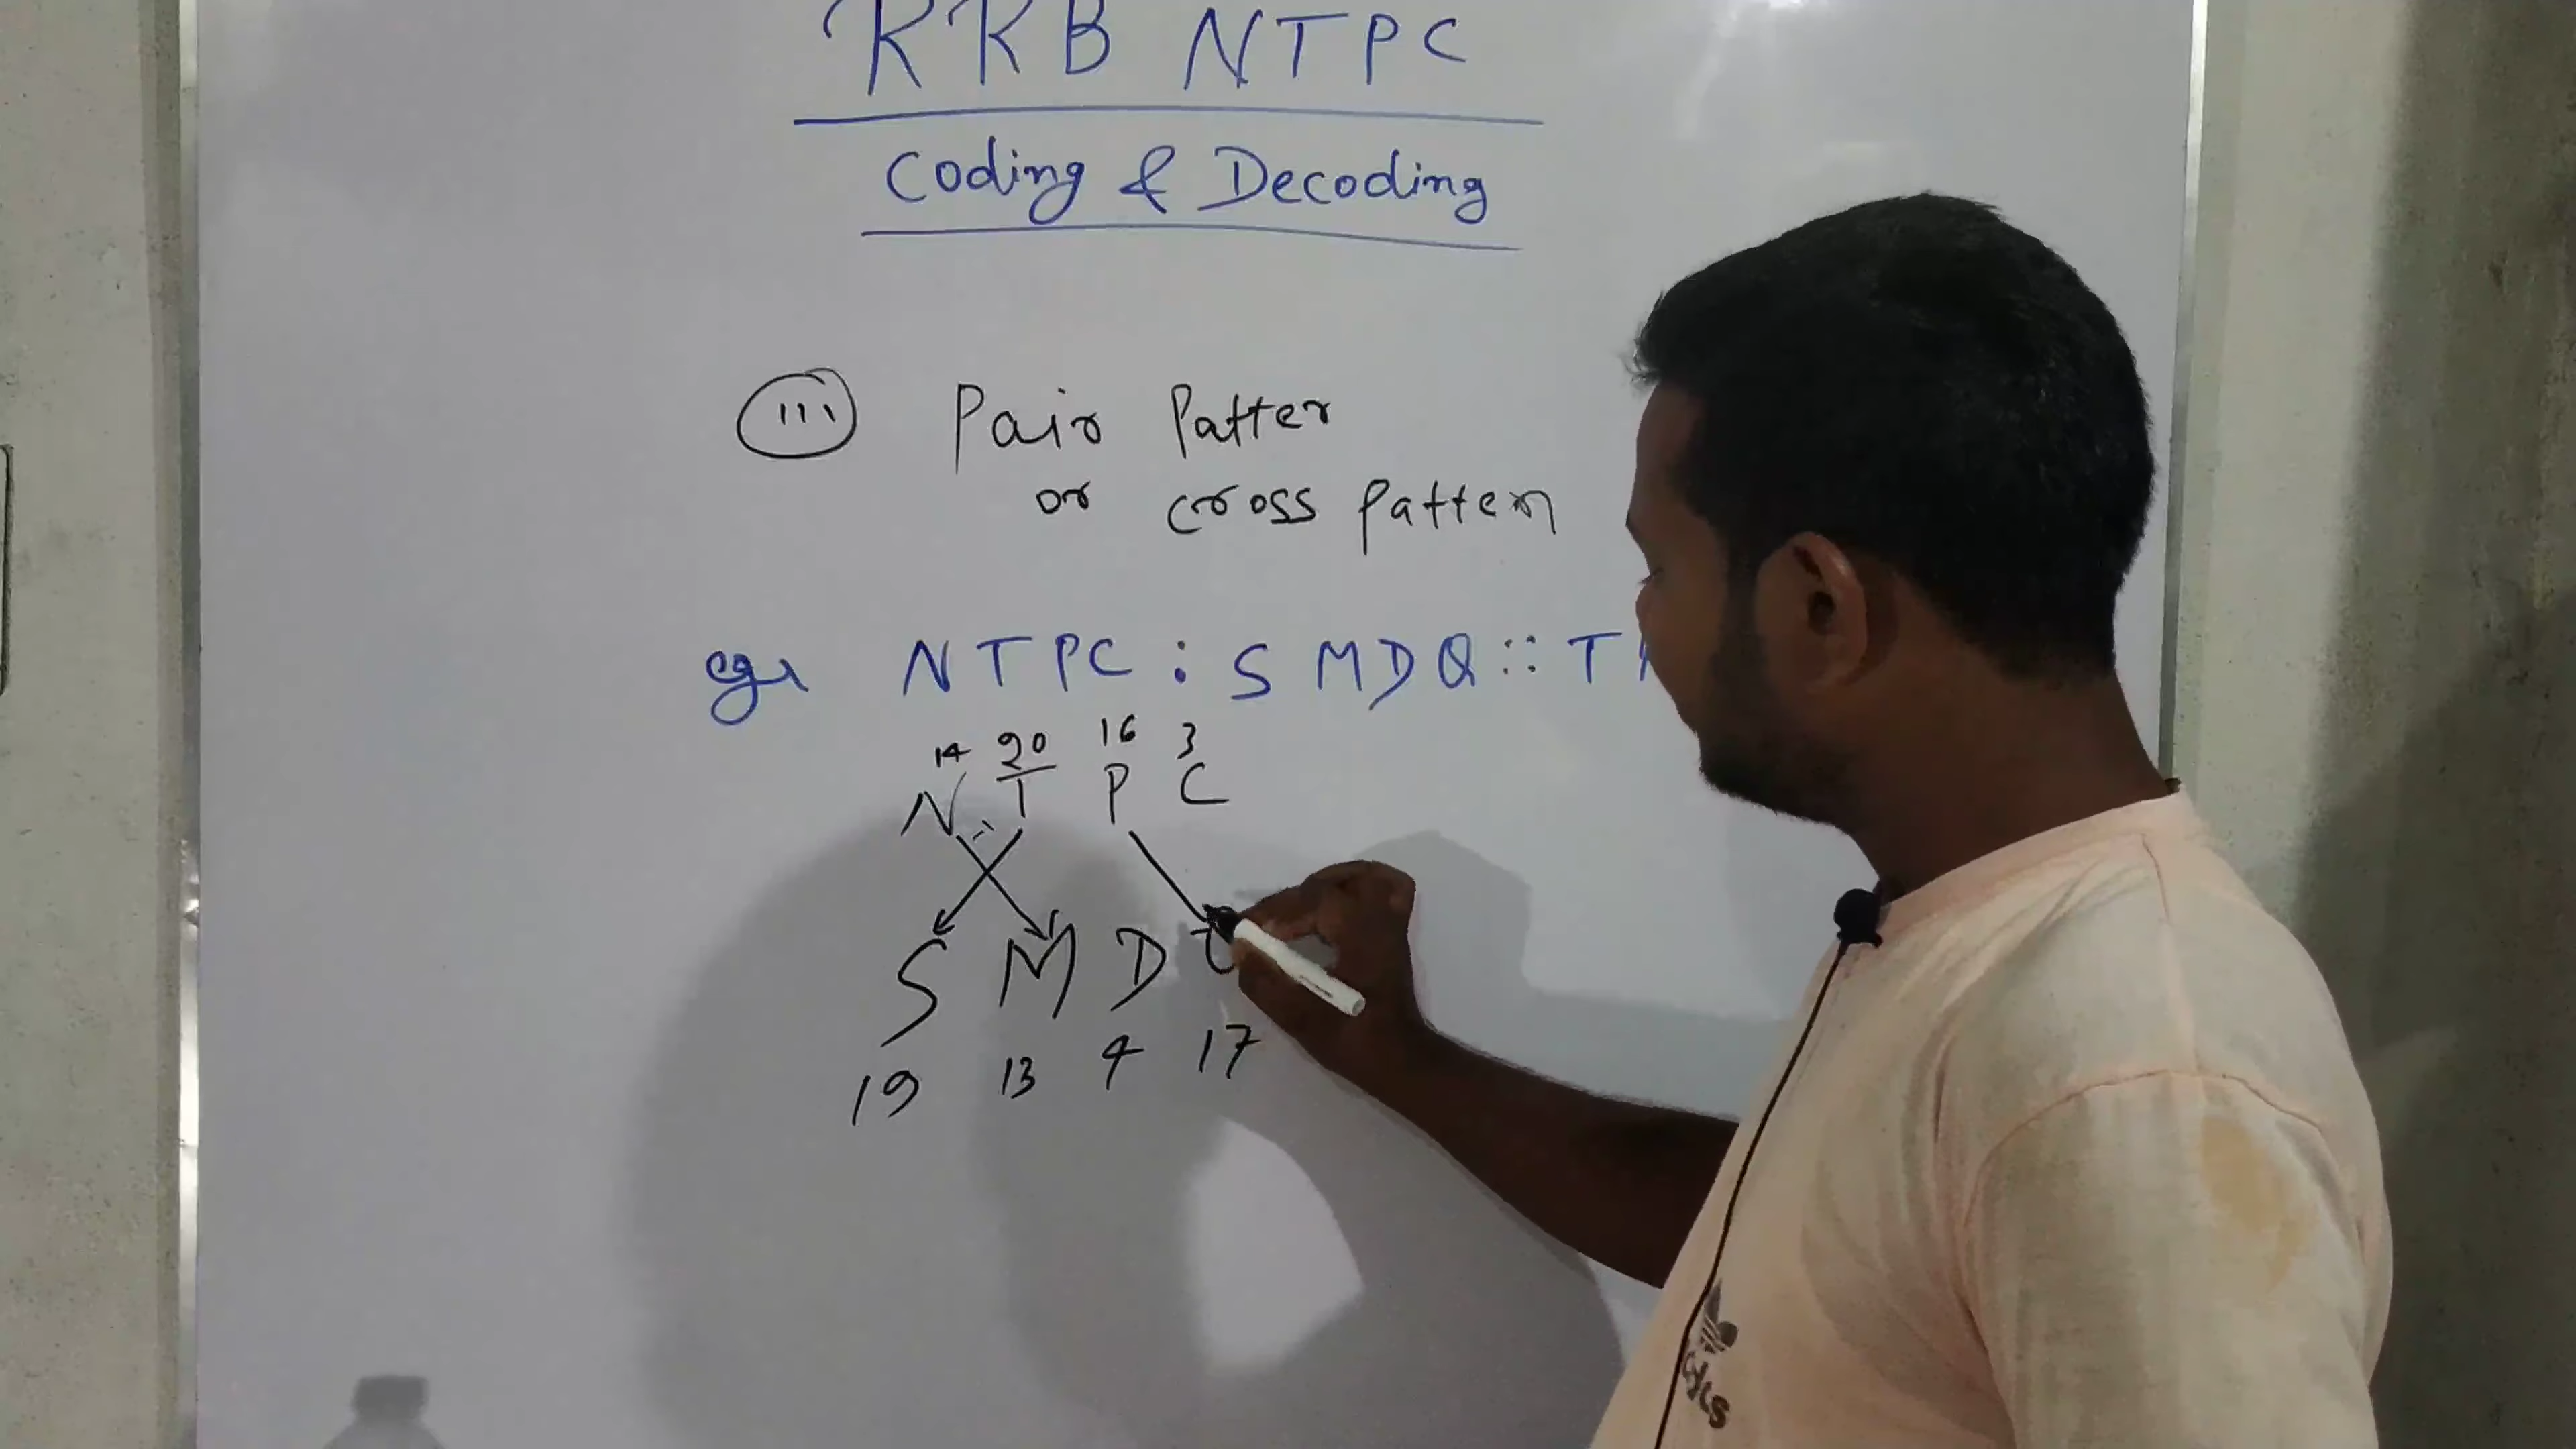 RRB NTPC
Coding & Decoding
(iii) Pair Patter
or cross pattern
eg:- NTPC : SMDQ :: T
14 20 16 3
N T P C
S M D
19 13 4 17